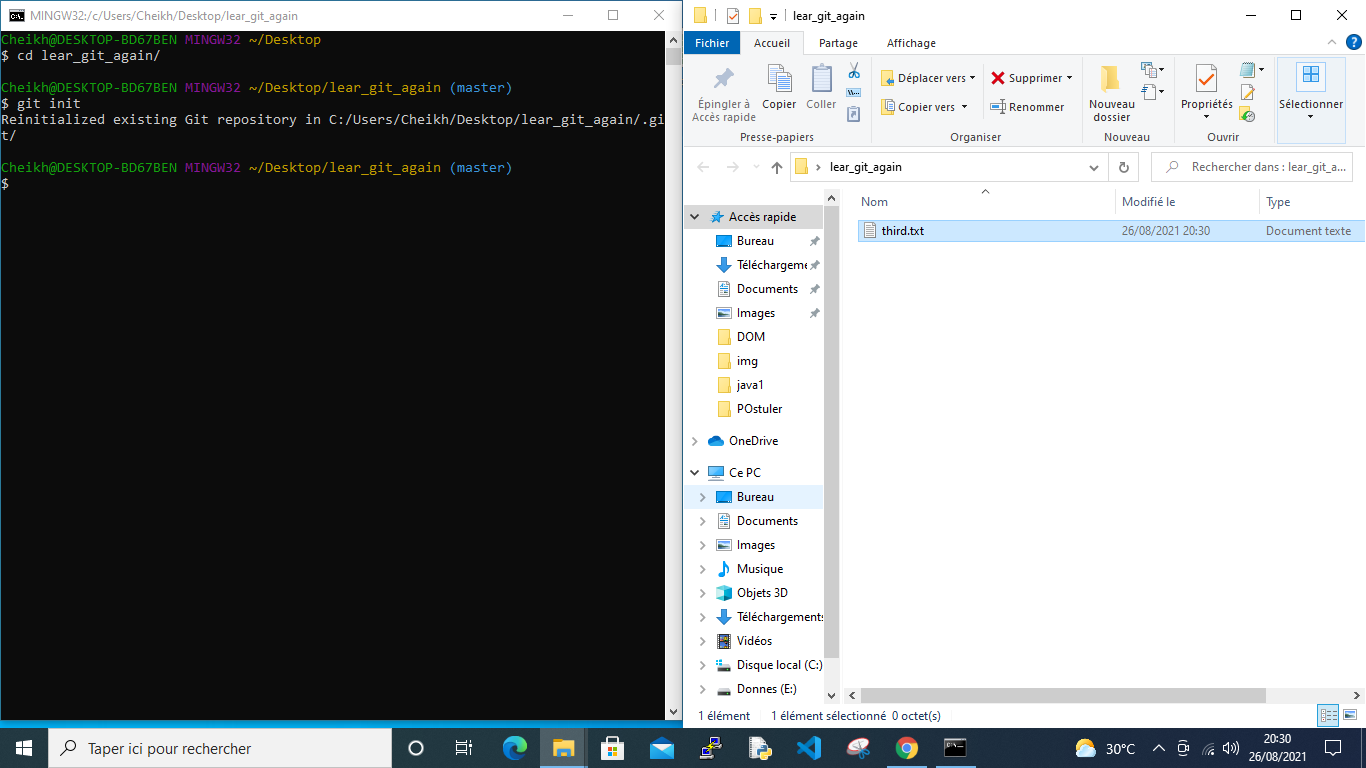 MINGW32:/c/Users/Cheikh/Desktop/lear_git_again
Cheikh@DESKTOP-BD67BEN MINGW32 ~/Desktop
$ cd lear_git_again/
Cheikh@DESKTOP-BD67BEN MINGW32 ~/Desktop/lear_git_again (master)
$ git init
Reinitialized existing Git repository in C:/Users/Cheikh/Desktop/lear_git_again/.gi
t/
Cheikh@DESKTOP-BD67BEN MINGW32 ~/Desktop/lear_git_again (master)
$
lear_git_again
Fichier Accueil Partage Affichage
Épingler à
Accès rapide
Copier
Coller
Presse-papiers
Déplacer vers
Copier vers
Supprimer
Renommer
Organiser
Nouveau
dossier
Nouveau
Propriétés
Ouvrir
Sélectionner
lear_git_again
Rechercher dans : lear_git_a...
Nom Modifié le Type
third.txt 26/08/2021 20:30 Document texte
Accès rapide
Bureau
Téléchargeme
Documents
Images
DOM
img
java1
POstuler
OneDrive
Ce PC
Bureau
Documents
Images
Musique
Objets 3D
Téléchargements
Vidéos
Disque local (C:)
Donnes (E:)
1 élément 1 élément sélectionné 0 octet(s)
Taper ici pour rechercher
30°C
20:30
26/08/2021